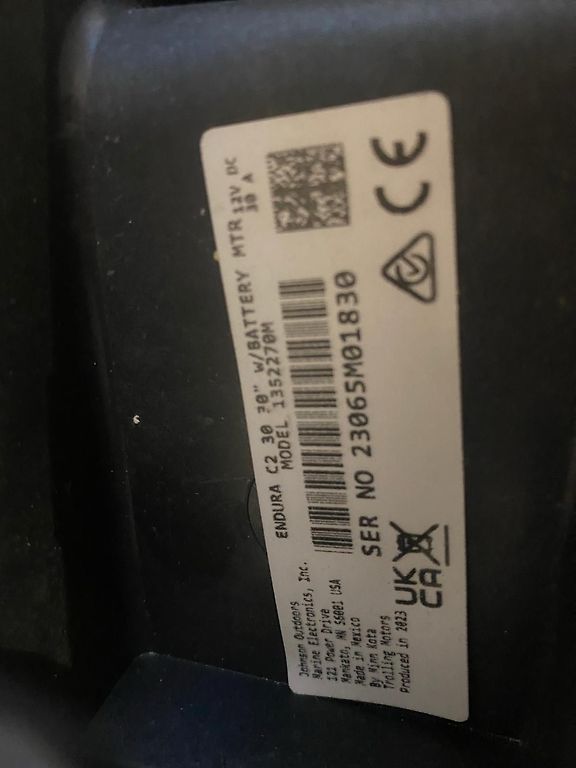 ENDURA C2 30 30" W/BATTERY MTR 12V DC
30 A
MODEL 1352270M
SER NO 23065M01830
Johnson Outdoors
Marine Electronics, Inc.
121 Power Drive
Mankato, MN 56001 USA
Made in Mexico
By Minn Kota
Trolling Motors
Produced in 2023
UK
CA
CE